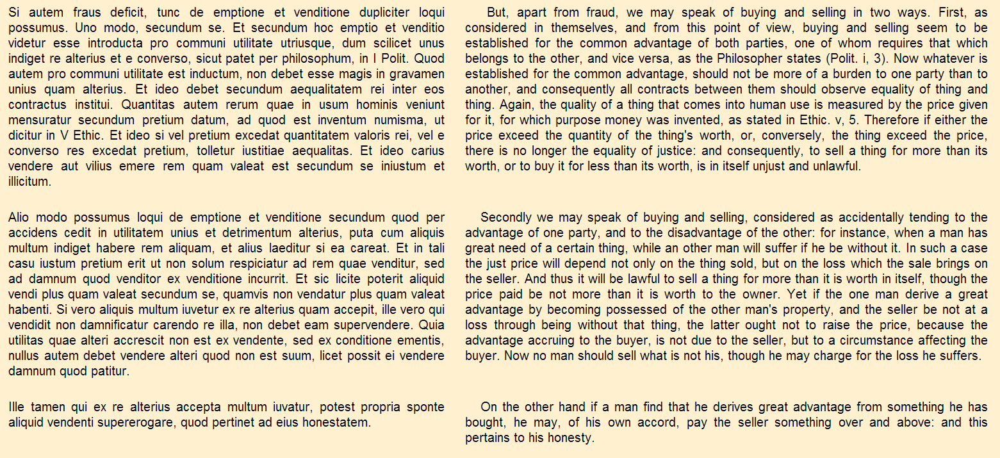 Si autem fraus deficit, tunc de emptione et venditione dupliciter loqui
possumus. Uno modo, secundum se. Et secundum hoc emptio et venditio
videtur esse introducta pro communi utilitate utriusque, dum scilicet unus
indiget re alterius et e converso, sicut patet per philosophum, in I Polit. Quod
autem pro communi utilitate est inductum, non debet esse magis in gravamen
unius quam alterius. Et ideo debet secundum aequalitatem rei inter eos
contractus institui. Quantitas autem rerum quae in usum hominis veniunt
mensuratur secundum pretium datum, ad quod est inventum numisma, ut
dicitur in V Ethic. Et ideo si vel pretium excedat quantitatem valoris rei, vel e
converso res excedat pretium, tolletur iustitiae aequalitas. Et ideo carius
vendere aut vilius emere rem quam valeat est secundum se iniustum et
illicitum.
Alio modo possumus loqui de emptione et venditione secundum quod per
accidens cedit in utilitatem unius et detrimentum alterius, puta cum aliquis
multum indiget habere rem aliquam, et alius laeditur si ea careat. Et in tali
casu iustum pretium erit ut non solum respiciatur ad rem quae venditur, sed
ad damnum quod venditor ex venditione incurrit. Et sic licite poterit aliquid
vendi plus quam valeat secundum se, quamvis non vendatur plus quam valeat
habenti. Si vero aliquis multum iuvetur ex re alterius quam accepit, ille vero qui
vendidit non damnificatur carendo re illa, non debet eam supervendere. Quia
utilitas quae alteri accrescit non est ex vendente, sed ex conditione ementis,
nullus autem debet vendere alteri quod non est suum, licet possit ei vendere
damnum quod patitur.
Ille tamen qui ex re alterius accepta multum iuvatur, potest propria sponte
aliquid vendenti supererogare, quod pertinet ad eius honestatem.
But, apart from fraud, we may speak of buying and selling in two ways. First, as
considered in themselves, and from this point of view, buying and selling seem to be
established for the common advantage of both parties, one of whom requires that which
belongs to the other, and vice versa, as the Philosopher states (Polit. i, 3). Now whatever is
established for the common advantage, should not be more of a burden to one party than to
another, and consequently all contracts between them should observe equality of thing and
thing. Again, the quality of a thing that comes into human use is measured by the price given
for it, for which purpose money was invented, as stated in Ethic. v, 5. Therefore if either the
price exceed the quantity of the thing's worth, or, conversely, the thing exceed the price,
there is no longer the equality of justice: and consequently, to sell a thing for more than its
worth, or to buy it for less than its worth, is in itself unjust and unlawful.
Secondly we may speak of buying and selling, considered as accidentally tending to the
advantage of one party, and to the disadvantage of the other: for instance, when a man has
great need of a certain thing, while an other man will suffer if he be without it. In such a case
the just price will depend not only on the thing sold, but on the loss which the sale brings on
the seller. And thus it will be lawful to sell a thing for more than it is worth in itself, though the
price paid be not more than it is worth to the owner. Yet if the one man derive a great
advantage by becoming possessed of the other man's property, and the seller be not at a
loss through being without that thing, the latter ought not to raise the price, because the
advantage accruing to the buyer, is not due to the seller, but to a circumstance affecting the
buyer. Now no man should sell what is not his, though he may charge for the loss he suffers.
On the other hand if a man find that he derives great advantage from something he has
bought, he may, of his own accord, pay the seller something over and above: and this
pertains to his honesty.